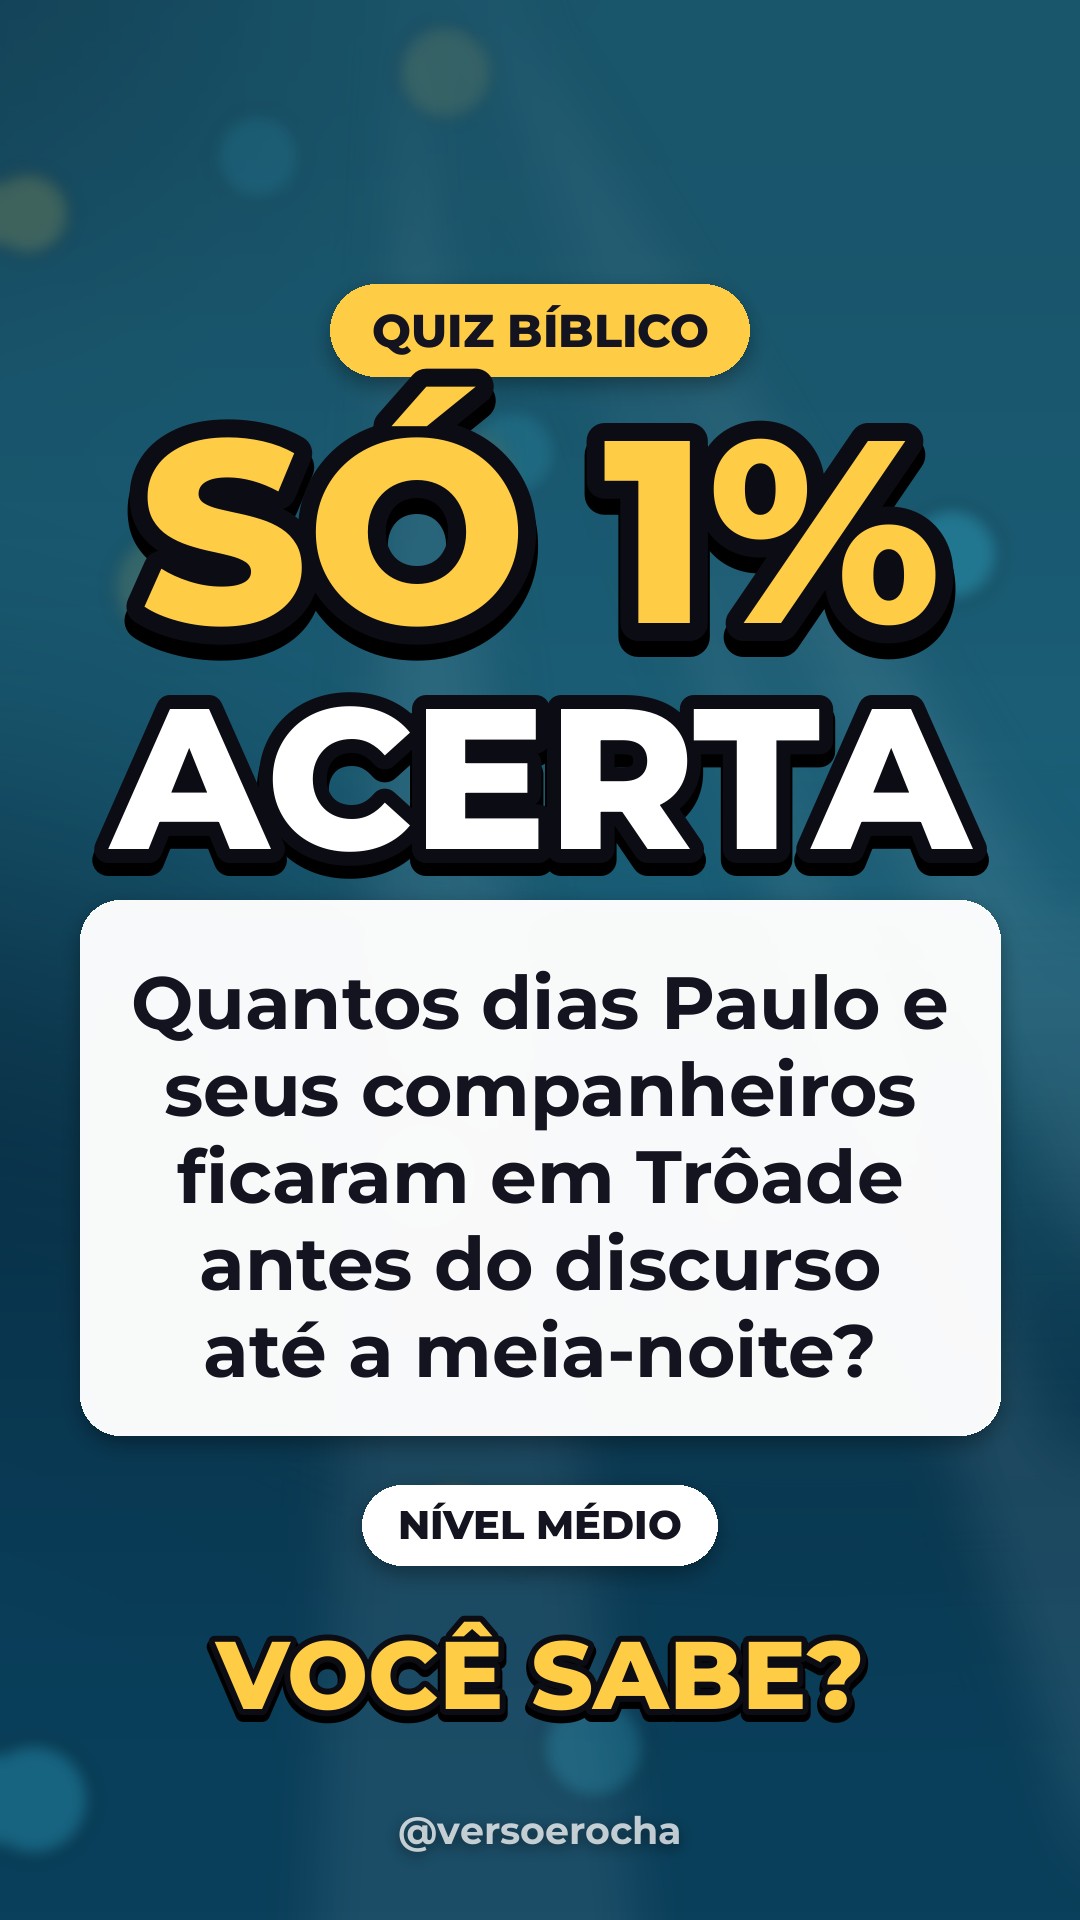 QUIZ BÍBLICO
SÓ 1%
ACERTA
Quantos dias Paulo e
seus companheiros
ficaram em Trôade
antes do discurso
até a meia-noite?
NÍVEL MÉDIO
VOCÊ SABE?
@versoerocha